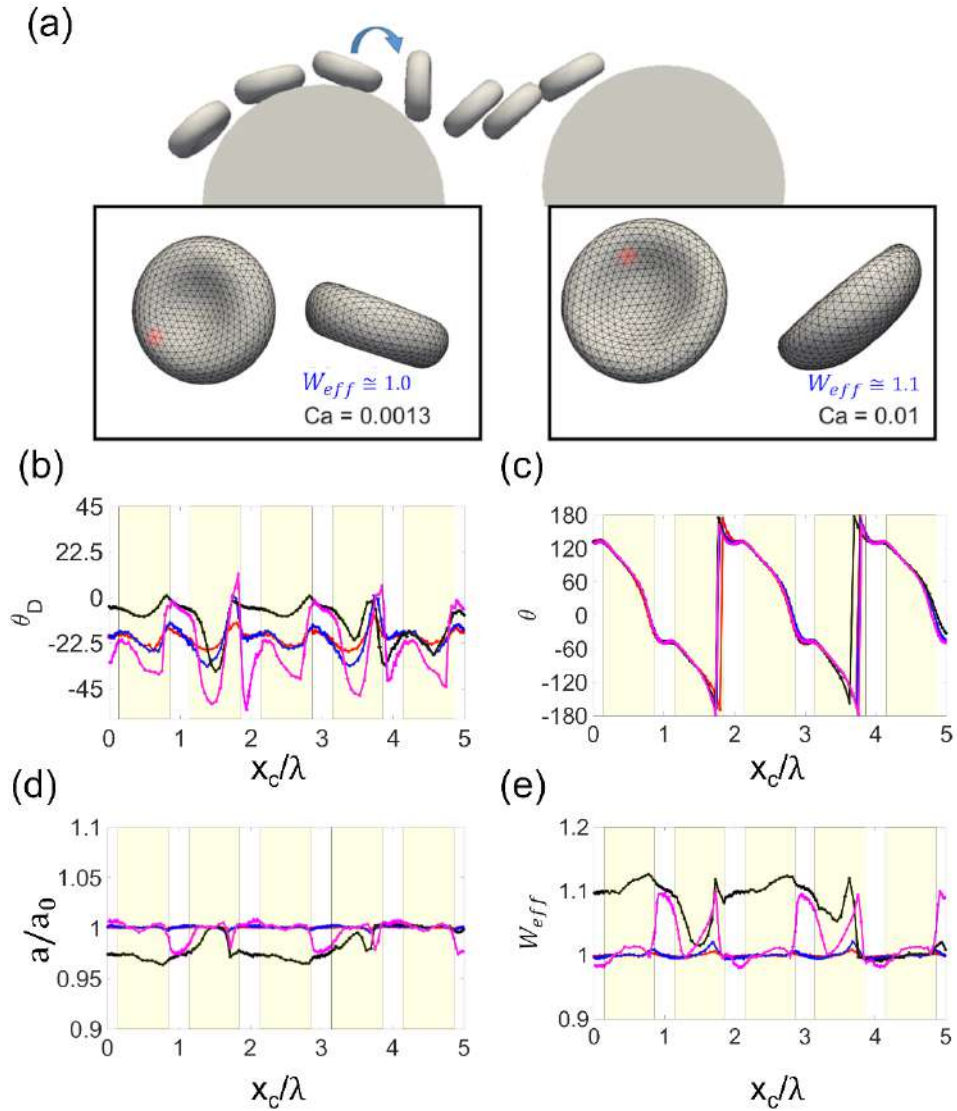 (a)
W_eff ≅ 1.0
Ca = 0.0013
W_eff ≅ 1.1
Ca = 0.01
(b)
45
22.5
0
-22.5
-45
θ_D
0 1 2 3 4 5
x_c/λ
(c)
180
120
60
0
-60
-120
-180
θ
0 1 2 3 4 5
x_c/λ
(d)
1.1
1.05
1
0.95
0.9
a/a_0
0 1 2 3 4 5
x_c/λ
(e)
1.2
1.1
1
0.9
W_eff
0 1 2 3 4 5
x_c/λ